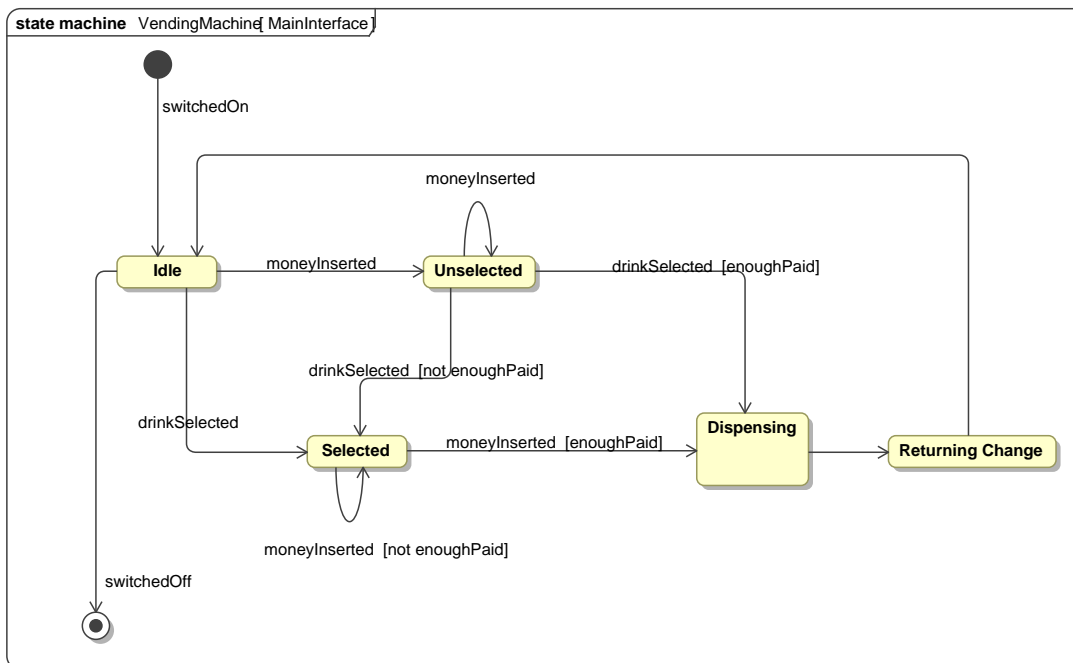 state machine VendingMachine[ MainInterface]
switchedOn
moneyInserted
Idle
moneyInserted
Unselected
drinkSelected [enoughPaid]
drinkSelected [not enoughPaid]
drinkSelected
Selected
moneyInserted [enoughPaid]
Dispensing
Returning Change
moneyInserted [not enoughPaid]
switchedOff